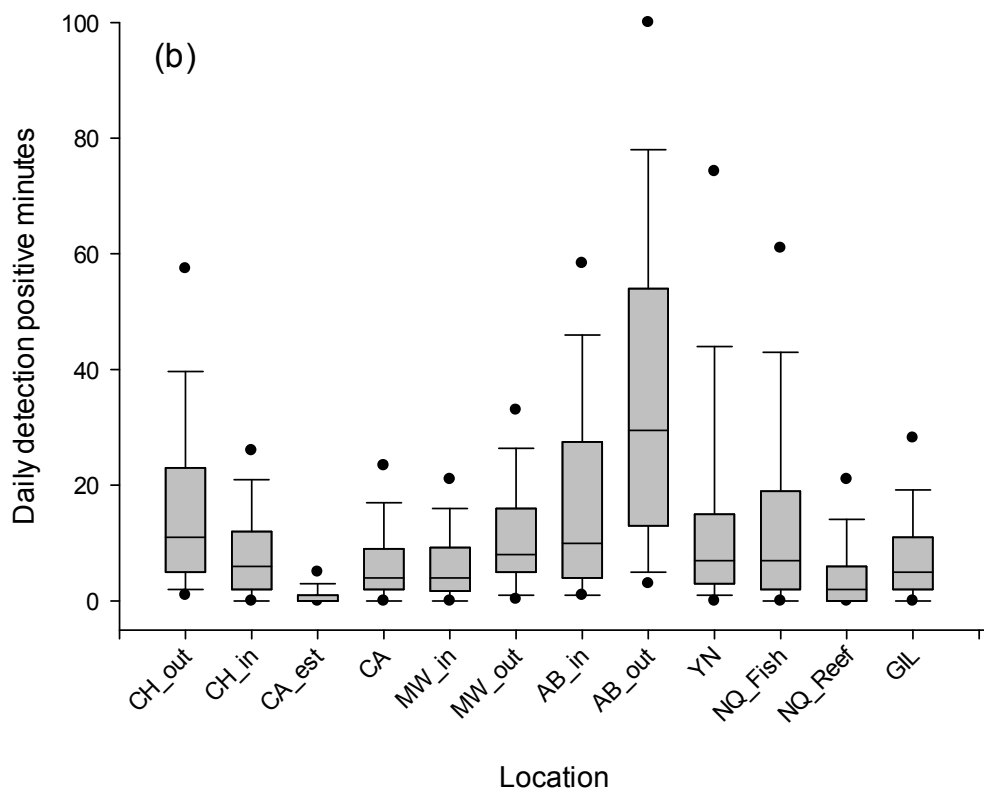 (b)
Daily detection positive minutes
100
80
60
40
20
0
CH_out
CH_in
CA_est
CA
MW_in
MW_out
AB_in
AB_out
YN
NQ_Fish
NQ_Reef
GIL
Location